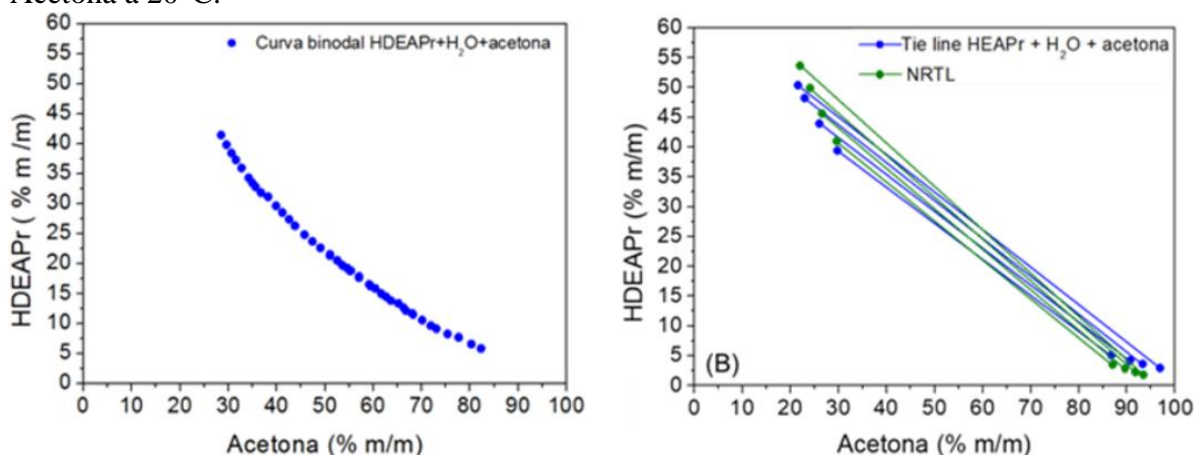 Acetona a 20°C.
60
55
50
45
40
35
30
25
20
15
10
5
0
HDEAPr ( % m /m)
Curva binodal HDEAPr+H₂O+acetona
0 10 20 30 40 50 60 70 80 90 100
Acetona (% m/m)
60
55
50
45
40
35
30
25
20
15
10
5
0
HDEAPr (% m/m)
Tie line HEAPr + H₂O + acetona
NRTL
(B)
0 10 20 30 40 50 60 70 80 90 100
Acetona (% m/m)